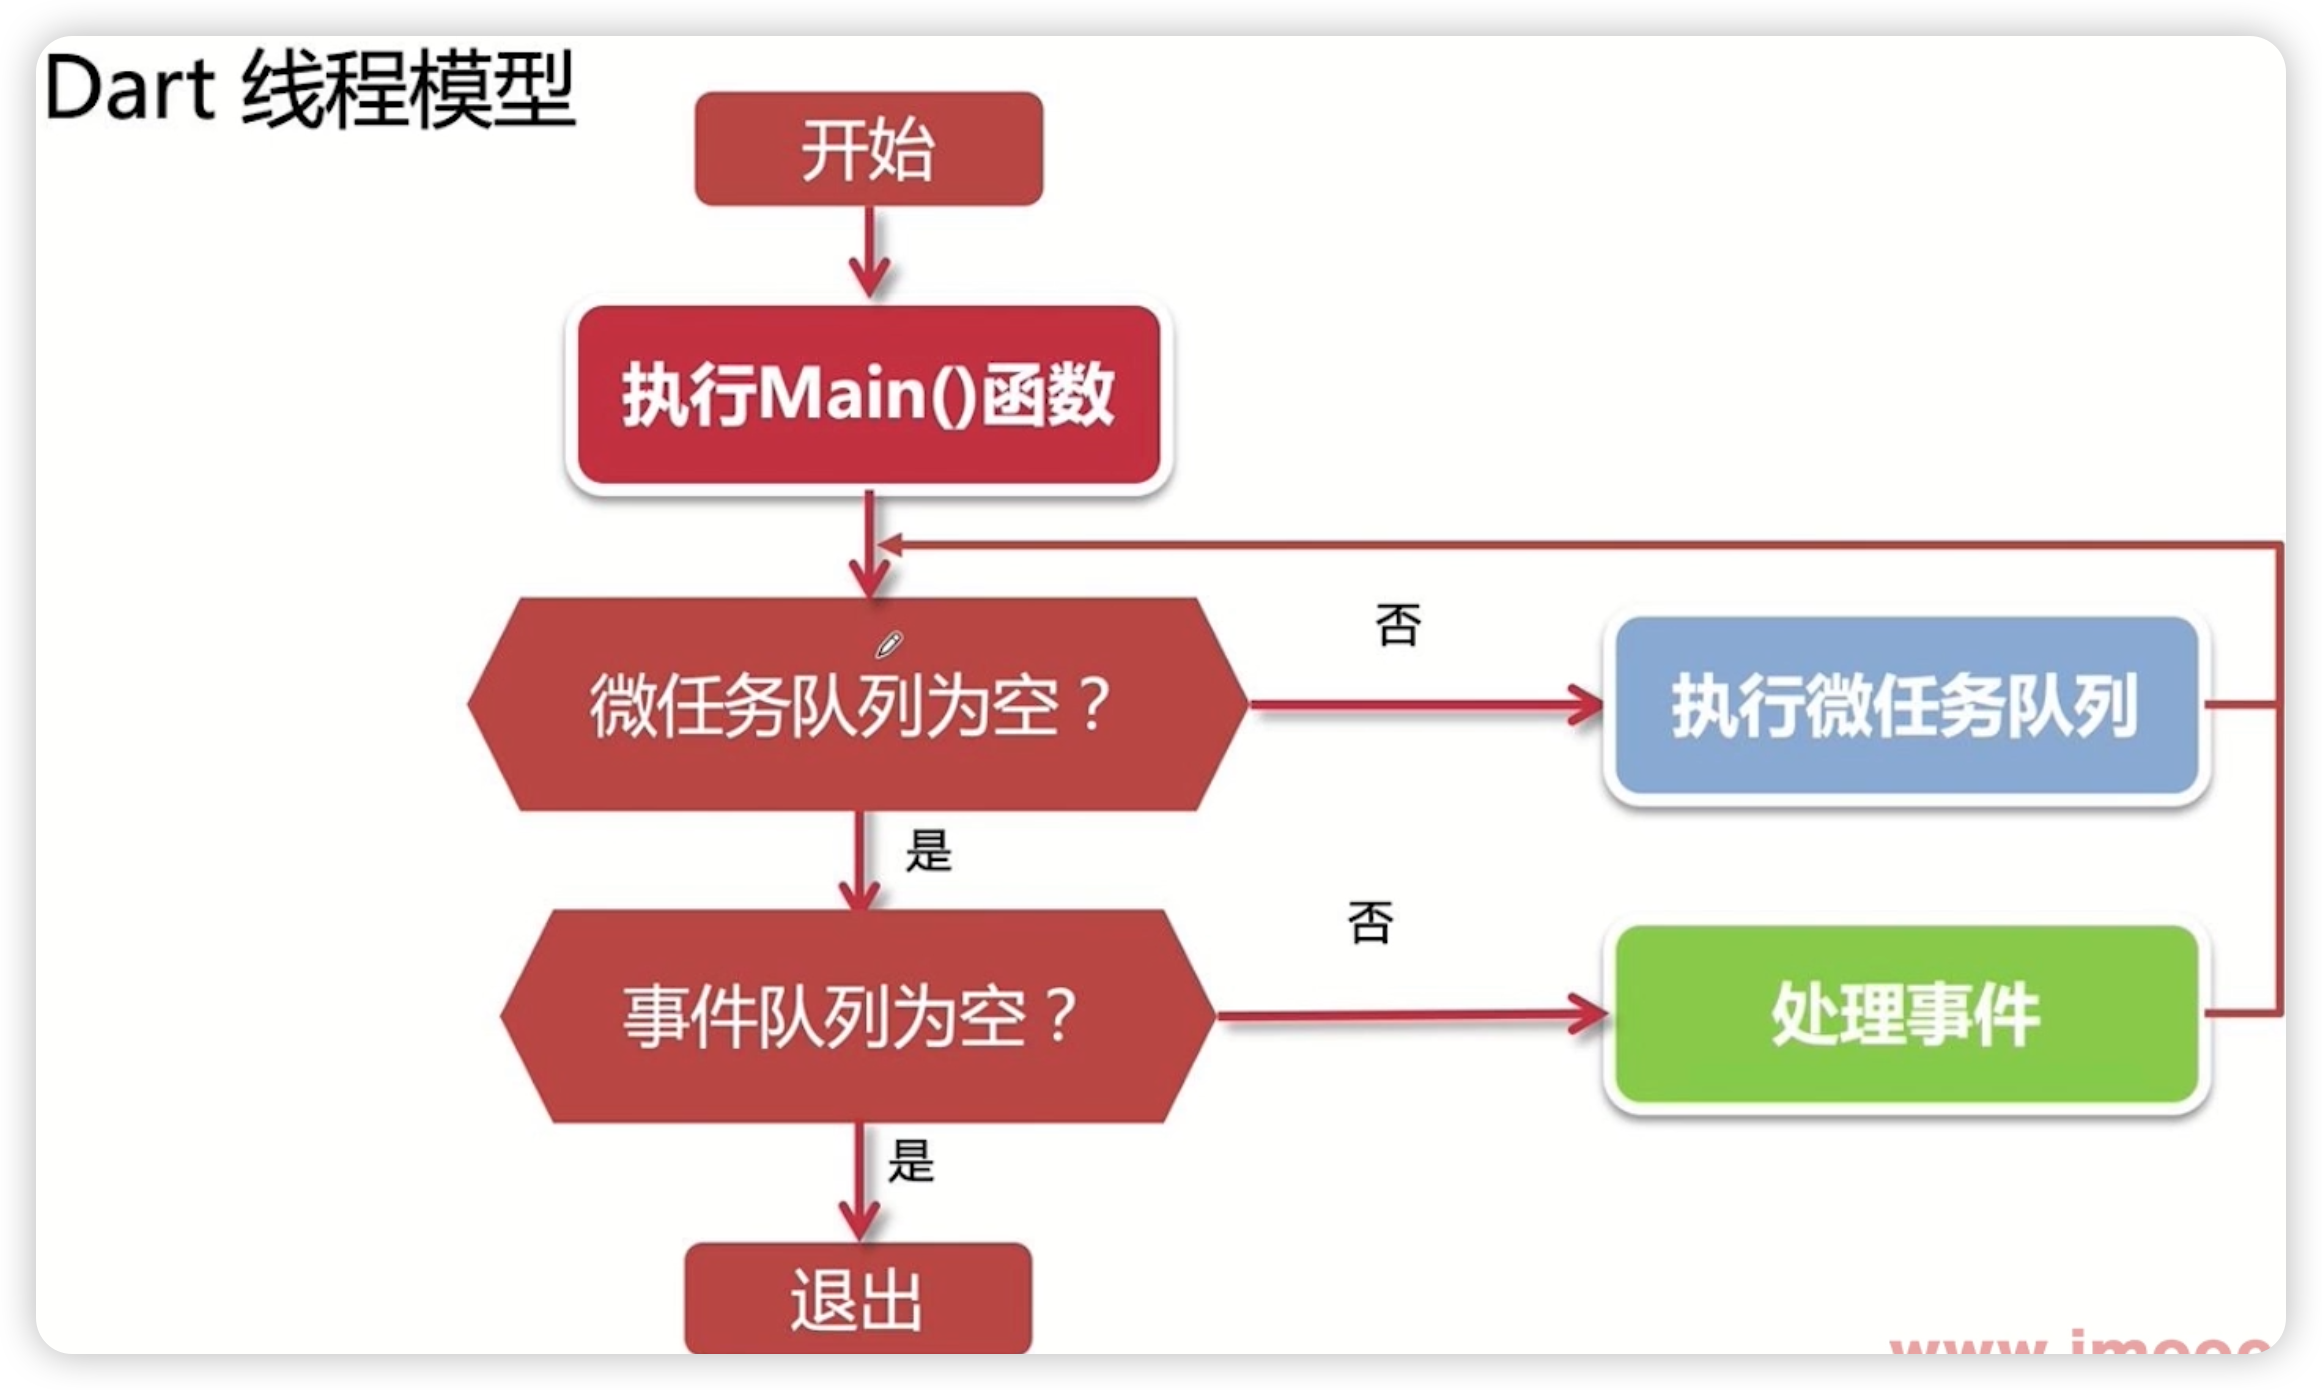 Dart 线程模型
开始
执行Main()函数
微任务队列为空？
否
执行微任务队列
是
事件队列为空？
否
处理事件
是
退出
www.imooc